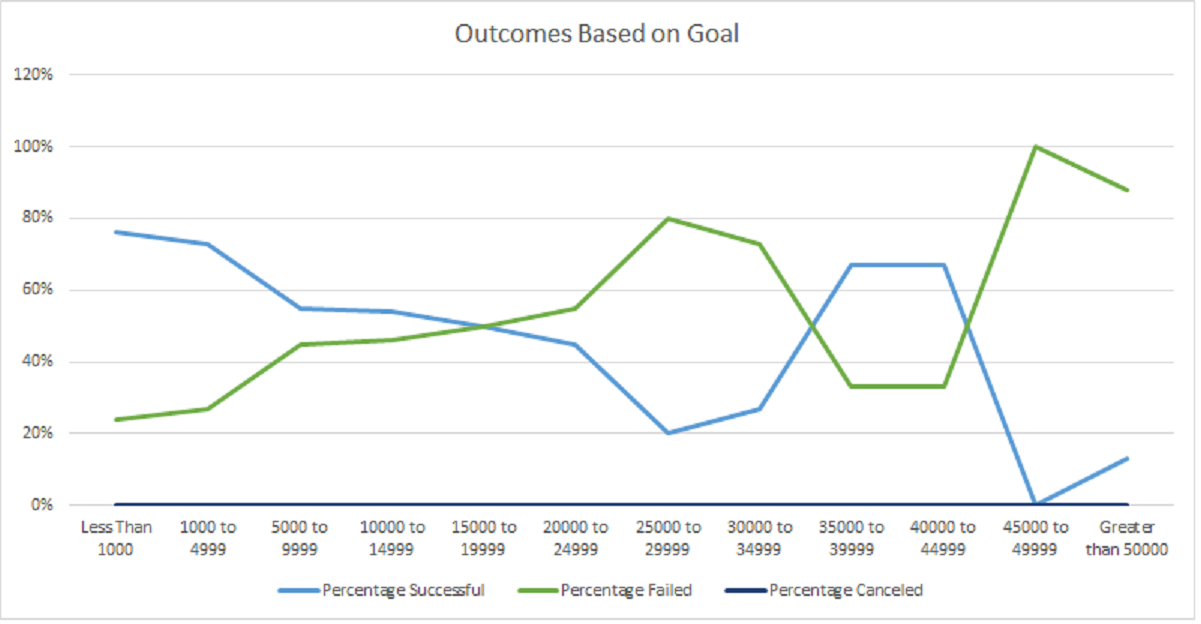 Outcomes Based on Goal
120%
100%
80%
60%
40%
20%
0%
Less Than 1000
1000 to 4999
5000 to 9999
10000 to 14999
15000 to 19999
20000 to 24999
25000 to 29999
30000 to 34999
35000 to 39999
40000 to 44999
45000 to 49999
Greater than 50000
Percentage Successful
Percentage Failed
Percentage Canceled